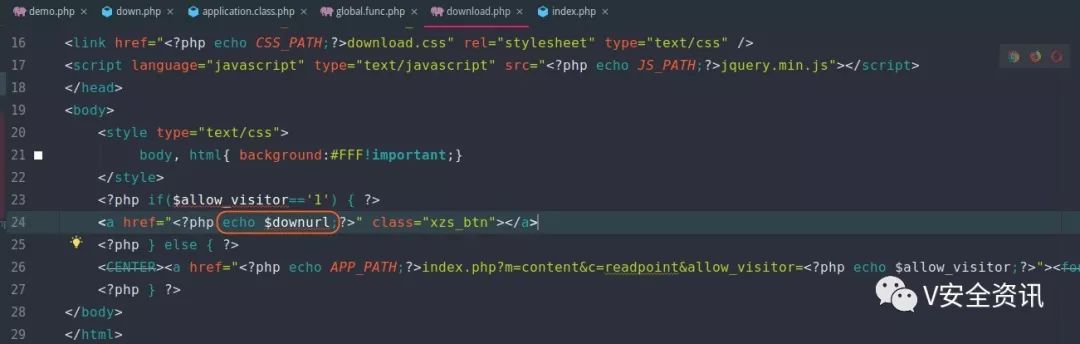 demo.php × down.php × application.class.php × global.func.php × download.php × index.php ×
16 <link href="<?php echo CSS_PATH;?>download.css" rel="stylesheet" type="text/css" />
17 <script language="javascript" type="text/javascript" src="<?php echo JS_PATH;?>jquery.min.js"></script>
18 </head>
19 <body>
20 <style type="text/css">
21 body, html{ background:#FFF!important;}
22 </style>
23 <?php if($allow_visitor=='1') { ?>
24 <a href="<?php echo $downurl;?>" class="xzs_btn"></a>
25 <?php } else { ?>
26 <CENTER><a href="<?php echo APP_PATH;?>index.php?m=content&c=readpoint&allow_visitor=<?php echo $allow_visitor;?>"><fon
27 <?php } ?>
28 </body>
29 </html>
V安全资讯